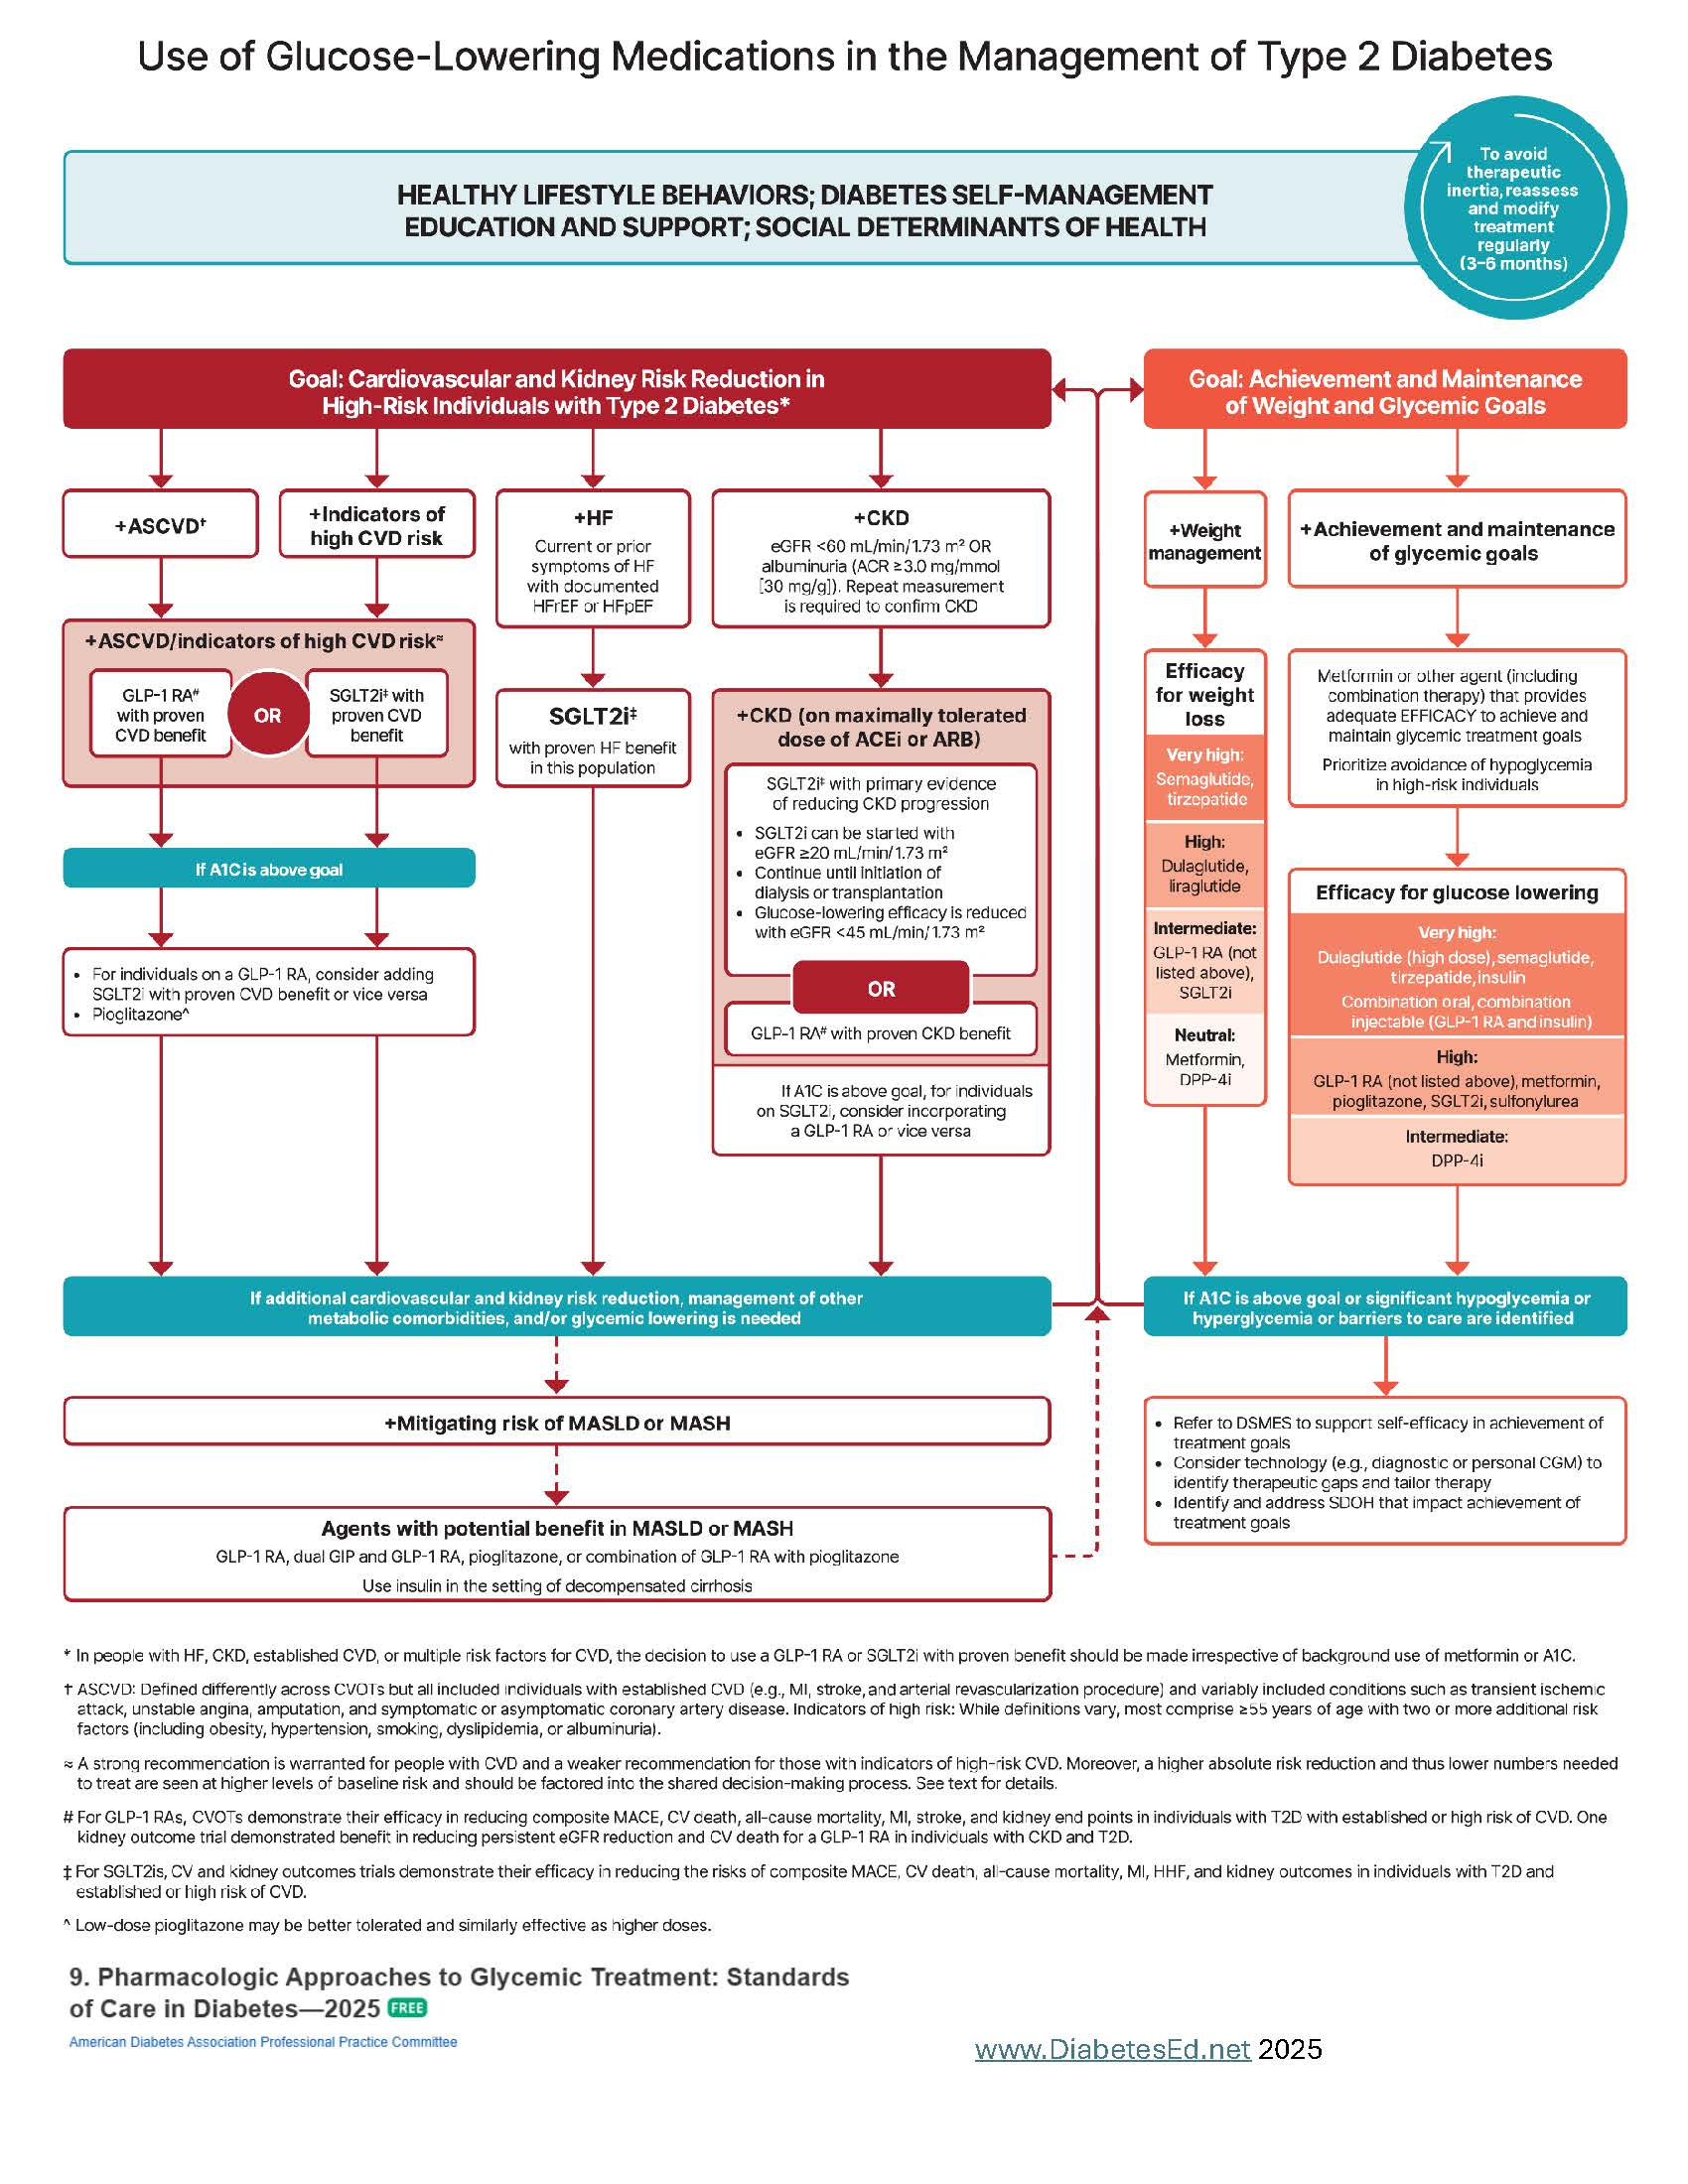 Use of Glucose-Lowering Medications in the Management of Type 2 Diabetes
HEALTHY LIFESTYLE BEHAVIORS; DIABETES SELF-MANAGEMENT
EDUCATION AND SUPPORT; SOCIAL DETERMINANTS OF HEALTH
To avoid
therapeutic
inertia, reassess
and modify
treatment
regularly
(3–6 months)
Goal: Cardiovascular and Kidney Risk Reduction in
High-Risk Individuals with Type 2 Diabetes*
+ASCVD†
+Indicators of
high CVD risk
+HF
Current or prior
symptoms of HF
with documented
HFrEF or HFpEF
+CKD
eGFR <60 mL/min/1.73 m² OR
albuminuria (ACR ≥3.0 mg/mmol
[30 mg/g]). Repeat measurement
is required to confirm CKD
+ASCVD/indicators of high CVD risk≈
GLP-1 RA#
with proven
CVD benefit
OR
SGLT2i‡ with
proven CVD
benefit
SGLT2i‡
with proven HF benefit
in this population
+CKD (on maximally tolerated
dose of ACEi or ARB)
SGLT2i‡ with primary evidence
of reducing CKD progression
• SGLT2i can be started with
eGFR ≥20 mL/min/1.73 m²
• Continue until initiation of
dialysis or transplantation
• Glucose-lowering efficacy is reduced
with eGFR <45 mL/min/1.73 m²
OR
GLP-1 RA# with proven CKD benefit
If A1C is above goal, for individuals
on SGLT2i, consider incorporating
a GLP-1 RA or vice versa
If A1C is above goal
• For individuals on a GLP-1 RA, consider adding
SGLT2i with proven CVD benefit or vice versa
• Pioglitazone^
Goal: Achievement and Maintenance
of Weight and Glycemic Goals
+Weight
management
+Achievement and maintenance
of glycemic goals
Efficacy
for weight
loss
Very high:
Semaglutide,
tirzepatide
High:
Dulaglutide,
liraglutide
Intermediate:
GLP-1 RA (not
listed above),
SGLT2i
Neutral:
Metformin,
DPP-4i
Metformin or other agent (including
combination therapy) that provides
adequate EFFICACY to achieve and
maintain glycemic treatment goals
Prioritize avoidance of hypoglycemia
in high-risk individuals
Efficacy for glucose lowering
Very high:
Dulaglutide (high dose), semaglutide,
tirzepatide, insulin
Combination oral, combination
injectable (GLP-1 RA and insulin)
High:
GLP-1 RA (not listed above), metformin,
pioglitazone, SGLT2i, sulfonylurea
Intermediate:
DPP-4i
If additional cardiovascular and kidney risk reduction, management of other
metabolic comorbidities, and/or glycemic lowering is needed
If A1C is above goal or significant hypoglycemia or
hyperglycemia or barriers to care are identified
+Mitigating risk of MASLD or MASH
Agents with potential benefit in MASLD or MASH
GLP-1 RA, dual GIP and GLP-1 RA, pioglitazone, or combination of GLP-1 RA with pioglitazone
Use insulin in the setting of decompensated cirrhosis
• Refer to DSMES to support self-efficacy in achievement of
treatment goals
• Consider technology (e.g., diagnostic or personal CGM) to
identify therapeutic gaps and tailor therapy
• Identify and address SDOH that impact achievement of
treatment goals
* In people with HF, CKD, established CVD, or multiple risk factors for CVD, the decision to use a GLP-1 RA or SGLT2i with proven benefit should be made irrespective of background use of metformin or A1C.
† ASCVD: Defined differently across CVOTs but all included individuals with established CVD (e.g., MI, stroke, and arterial revascularization procedure) and variably included conditions such as transient ischemic
attack, unstable angina, amputation, and symptomatic or asymptomatic coronary artery disease. Indicators of high risk: While definitions vary, most comprise ≥55 years of age with two or more additional risk
factors (including obesity, hypertension, smoking, dyslipidemia, or albuminuria).
≈ A strong recommendation is warranted for people with CVD and a weaker recommendation for those with indicators of high-risk CVD. Moreover, a higher absolute risk reduction and thus lower numbers needed
to treat are seen at higher levels of baseline risk and should be factored into the shared decision-making process. See text for details.
# For GLP-1 RAs, CVOTs demonstrate their efficacy in reducing composite MACE, CV death, all-cause mortality, MI, stroke, and kidney end points in individuals with T2D with established or high risk of CVD. One
kidney outcome trial demonstrated benefit in reducing persistent eGFR reduction and CV death for a GLP-1 RA in individuals with CKD and T2D.
‡ For SGLT2is, CV and kidney outcomes trials demonstrate their efficacy in reducing the risks of composite MACE, CV death, all-cause mortality, MI, HHF, and kidney outcomes in individuals with T2D and
established or high risk of CVD.
^ Low-dose pioglitazone may be better tolerated and similarly effective as higher doses.
9. Pharmacologic Approaches to Glycemic Treatment: Standards
of Care in Diabetes—2025 FREE
American Diabetes Association Professional Practice Committee
www.DiabetesEd.net 2025